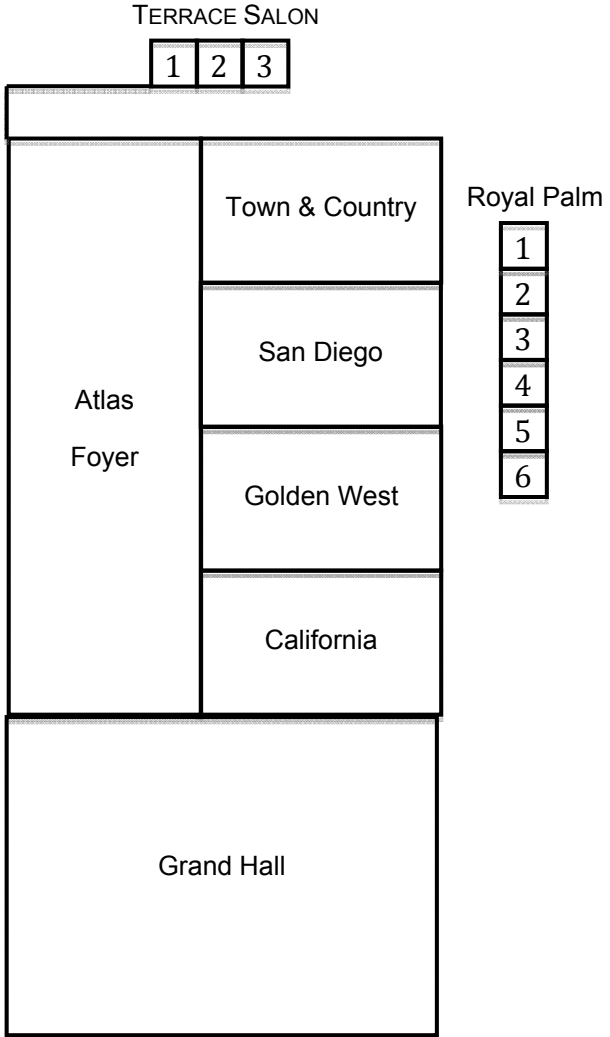 TERRACE SALON
1 2 3
Town & Country
Royal Palm
1
2
San Diego
3
4
Atlas
Foyer
5
6
Golden West
California
Grand Hall